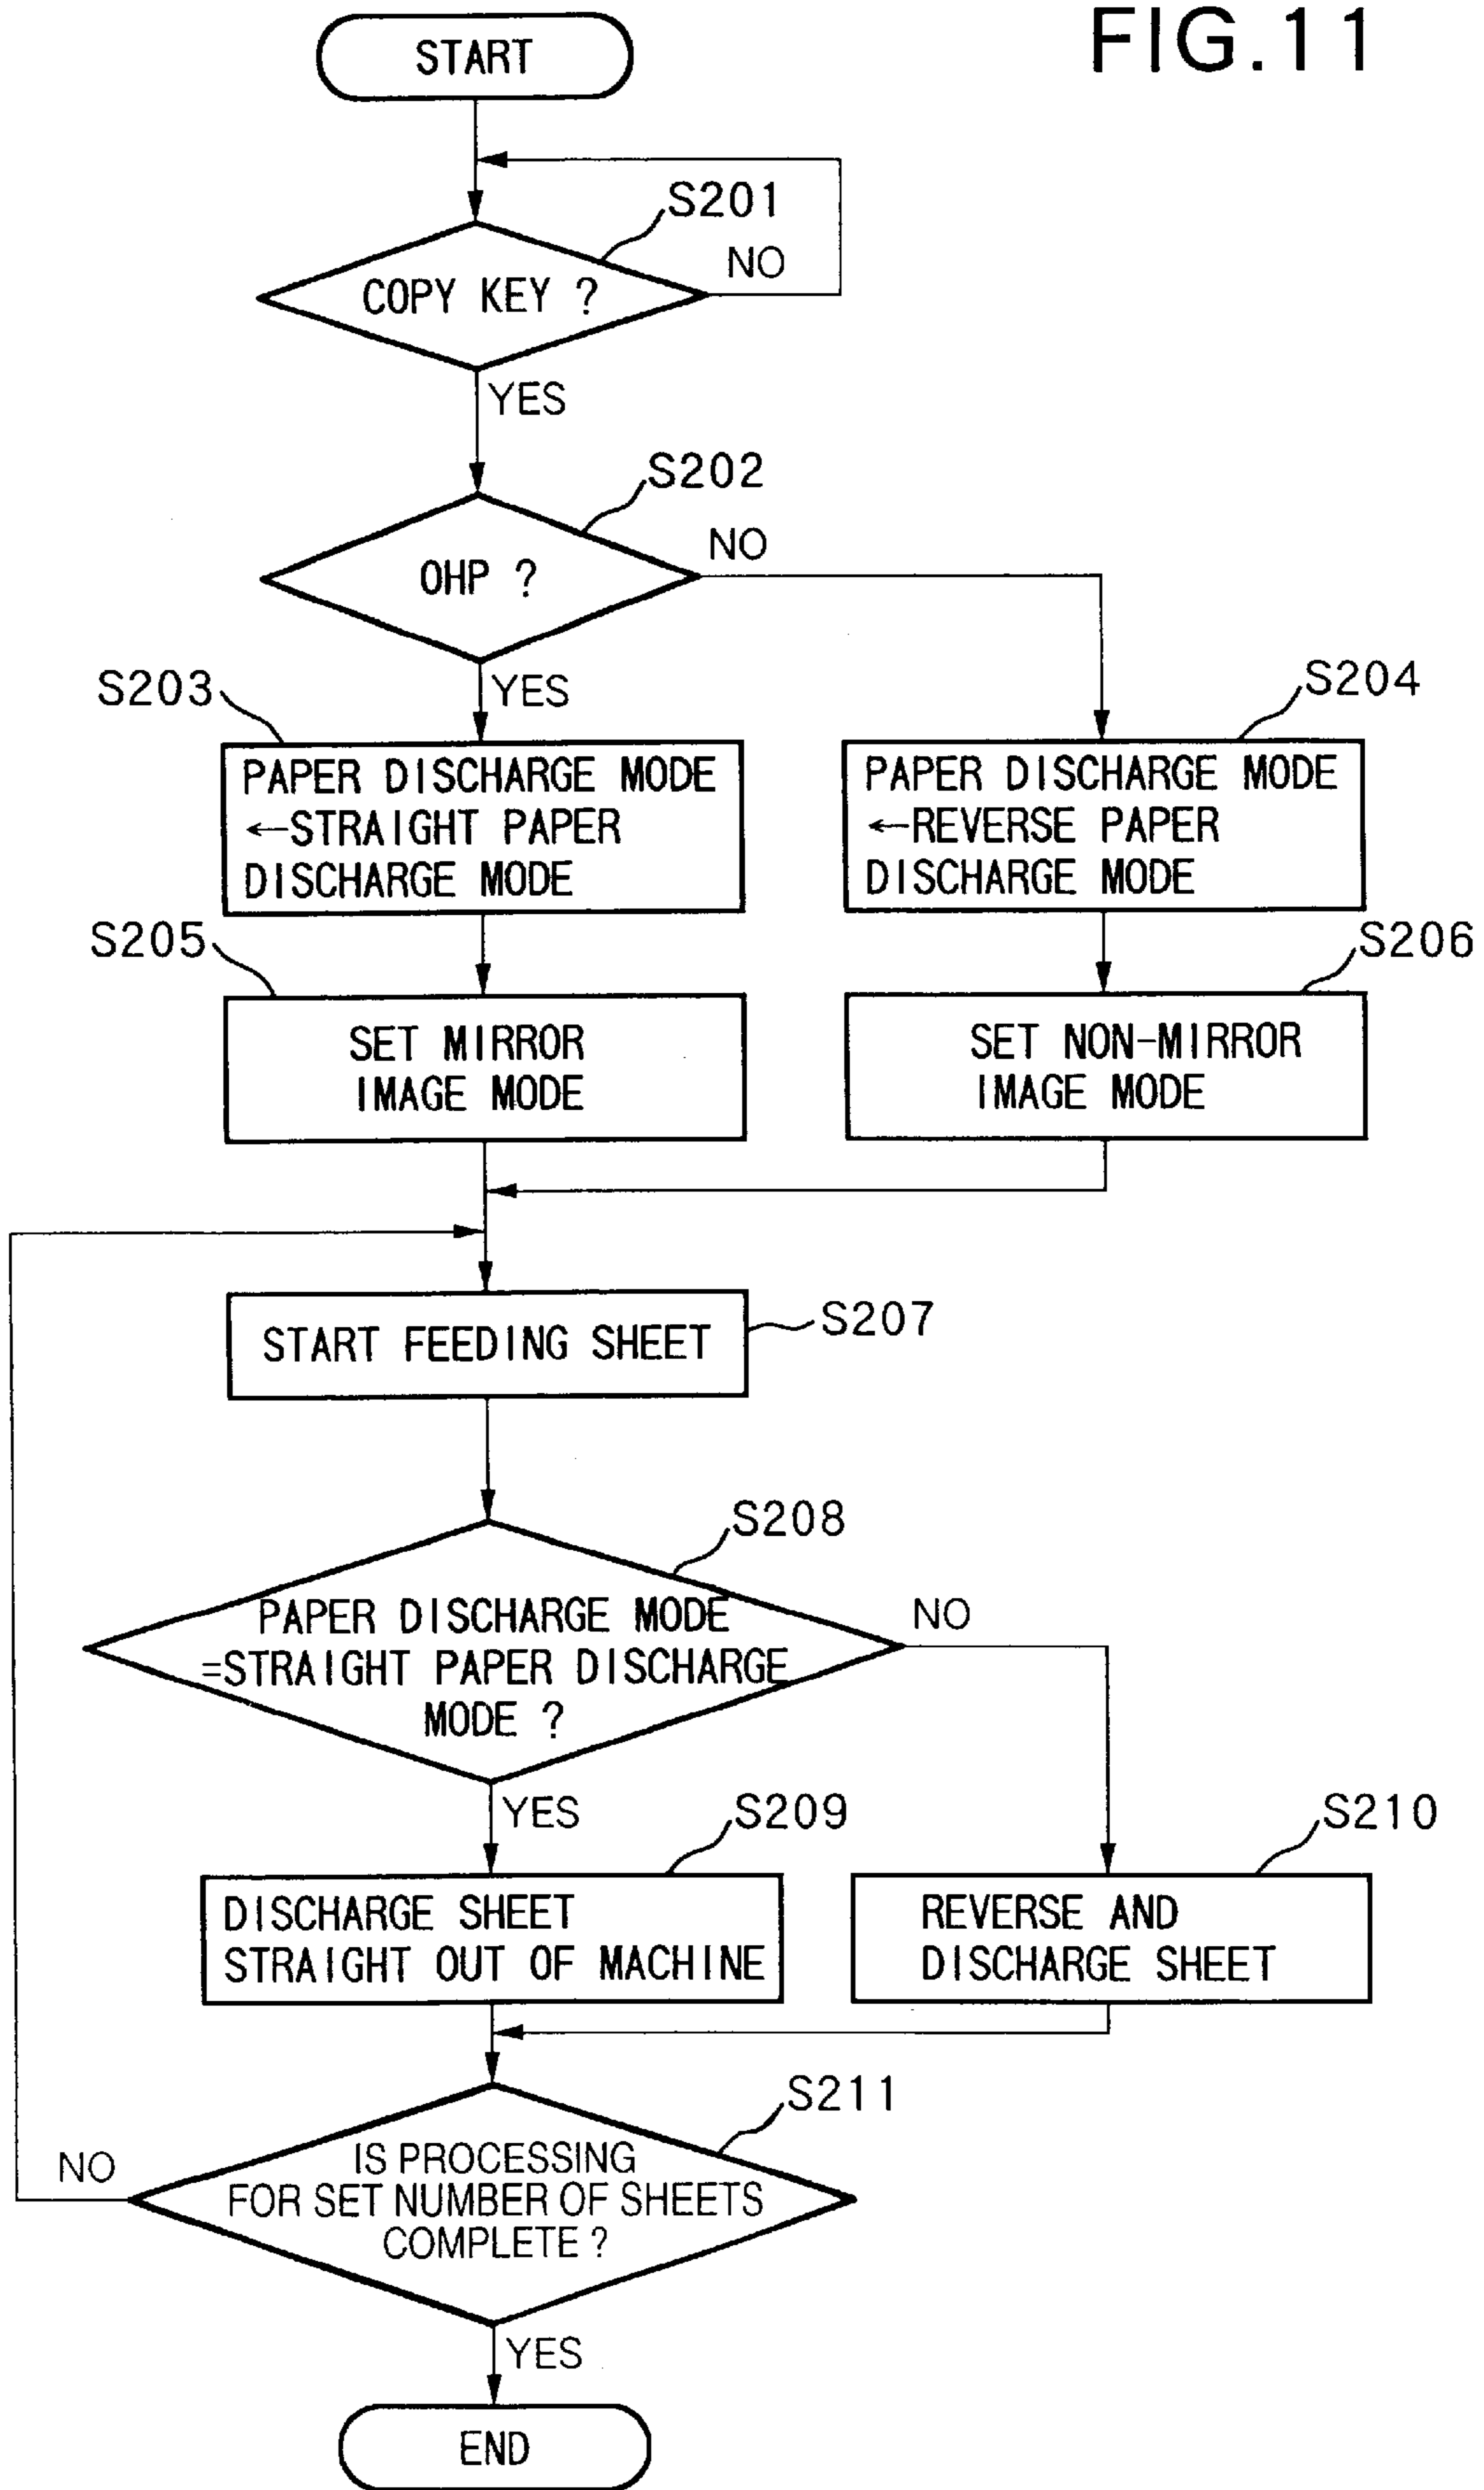 FIG.11
START
S201
COPY KEY ?
NO
YES
S202
OHP ?
NO
YES
S203
PAPER DISCHARGE MODE
←STRAIGHT PAPER
DISCHARGE MODE
S204
PAPER DISCHARGE MODE
←REVERSE PAPER
DISCHARGE MODE
S205
SET MIRROR
IMAGE MODE
S206
SET NON-MIRROR
IMAGE MODE
START FEEDING SHEET
S207
S208
PAPER DISCHARGE MODE
=STRAIGHT PAPER DISCHARGE
MODE ?
NO
YES
S209
DISCHARGE SHEET
STRAIGHT OUT OF MACHINE
S210
REVERSE AND
DISCHARGE SHEET
S211
IS PROCESSING
FOR SET NUMBER OF SHEETS
COMPLETE ?
NO
YES
END